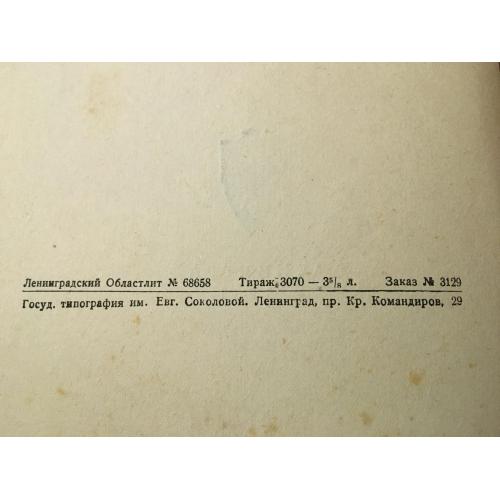 Ленинградский Областлит № 68658 Тираж 3070 — 3⁵/₈ л. Заказ № 3129
Госуд. типография им. Евг. Соколовой. Ленинград, пр. Кр. Командиров, 29